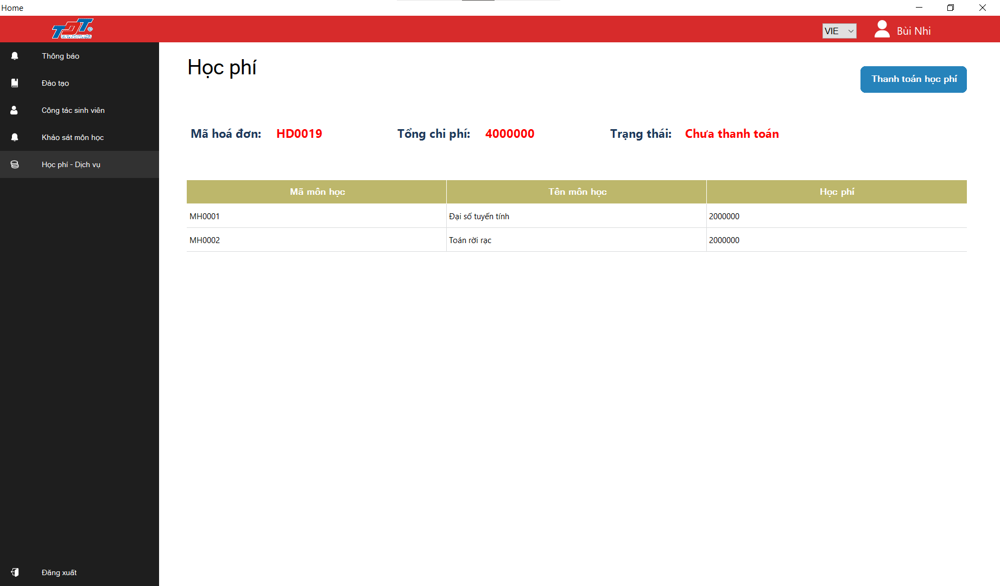 Home
TDT
VIE
Bùi Nhi
Thông báo
Đào tạo
Công tác sinh viên
Khảo sát môn học
Học phí - Dịch vụ
Đăng xuất
Học phí
Thanh toán học phí
Mã hoá đơn: HD0019 Tổng chi phí: 4000000 Trạng thái: Chưa thanh toán
Mã môn học Tên môn học Học phí
MH0001 Đại số tuyến tính 2000000
MH0002 Toán rời rạc 2000000